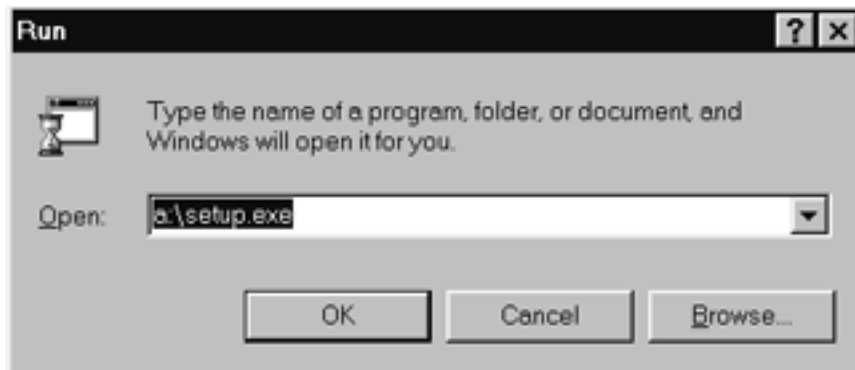 Run
Type the name of a program, folder, or document, and
Windows will open it for you.
Open: a:\setup.exe
OK Cancel Browse...